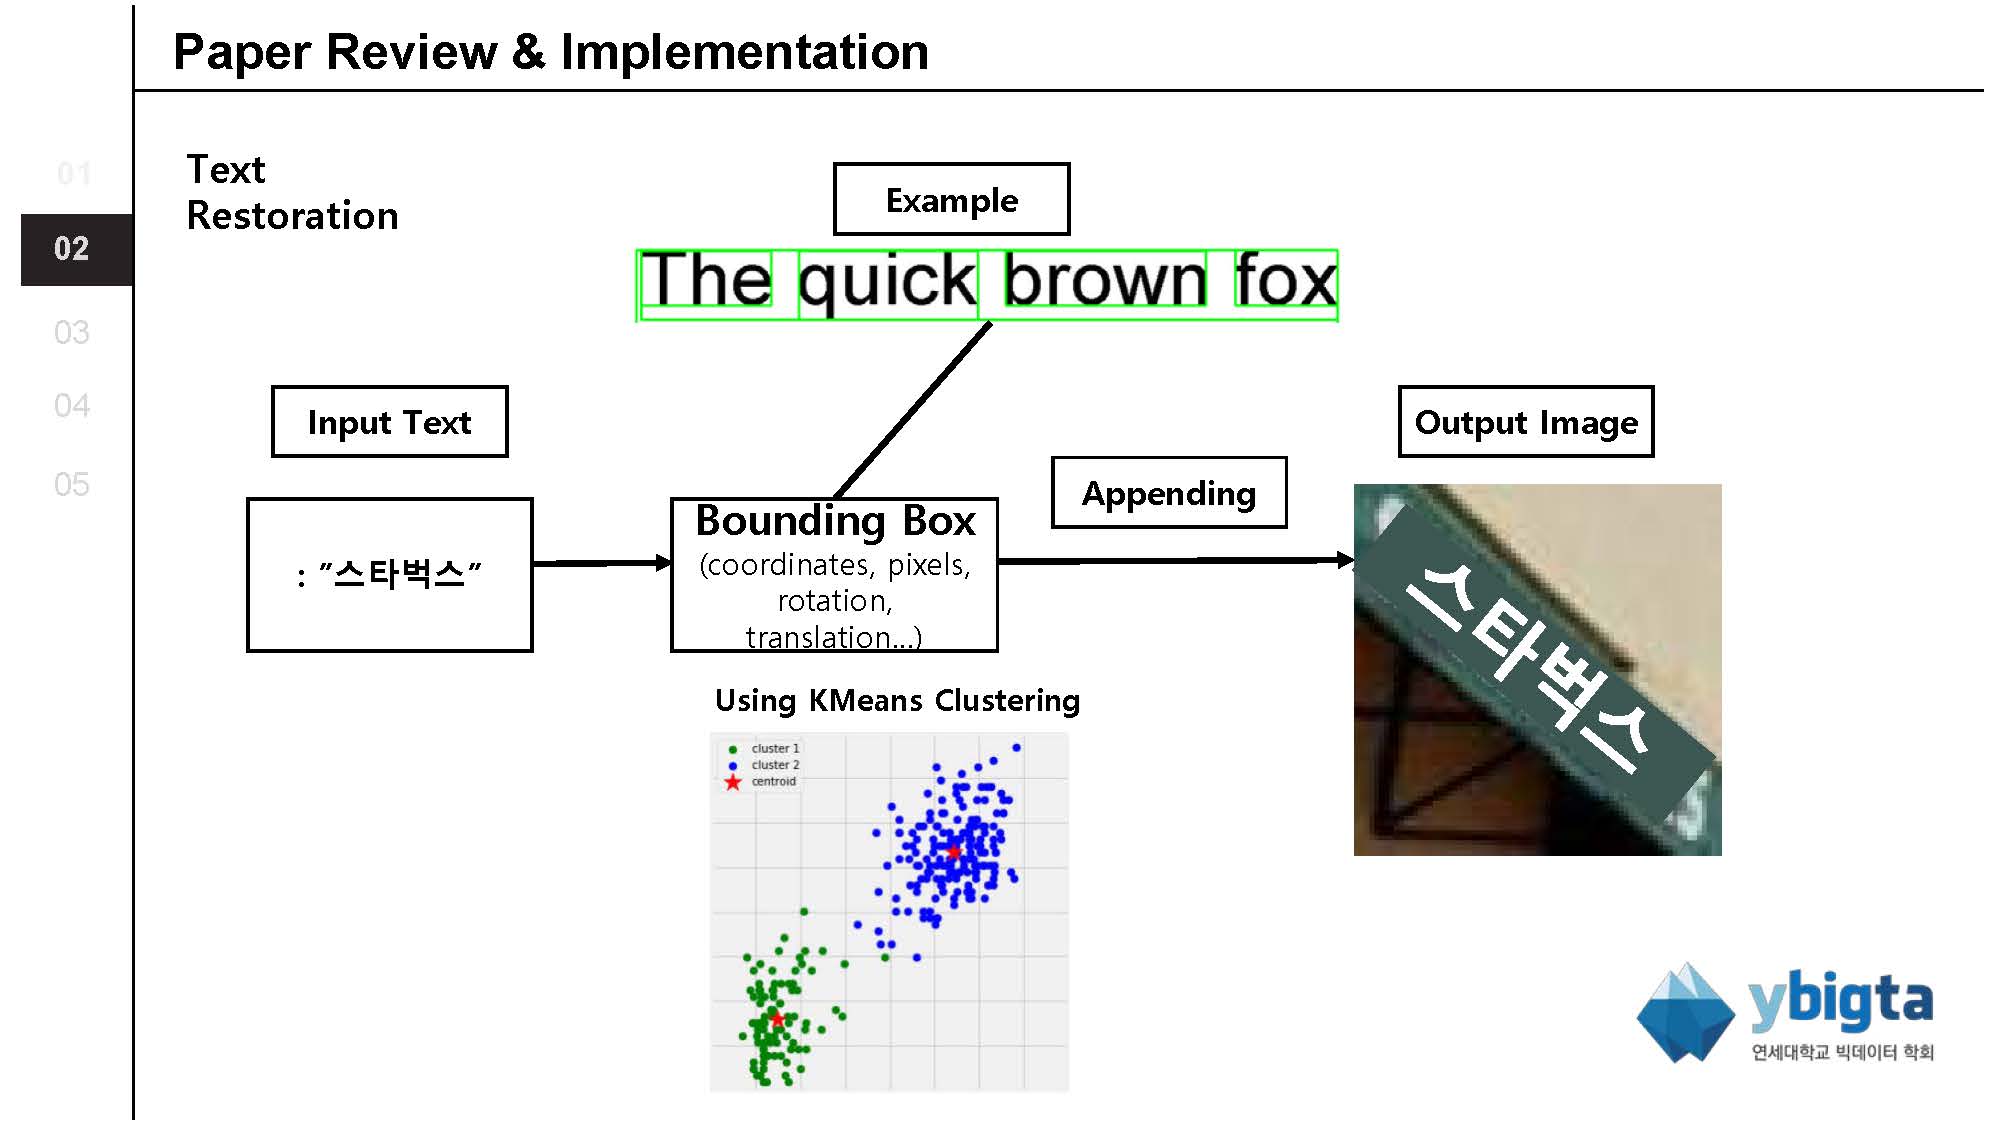 Paper Review & Implementation
01
02
03
04
05
Text
Restoration
Example
The quick brown fox
Input Text
: ”스타벅스”
Bounding Box
(coordinates, pixels,
rotation,
translation...)
Appending
Output Image
스타벅스
Using KMeans Clustering
cluster 1
cluster 2
centroid
ybigta
연세대학교 빅데이터 학회